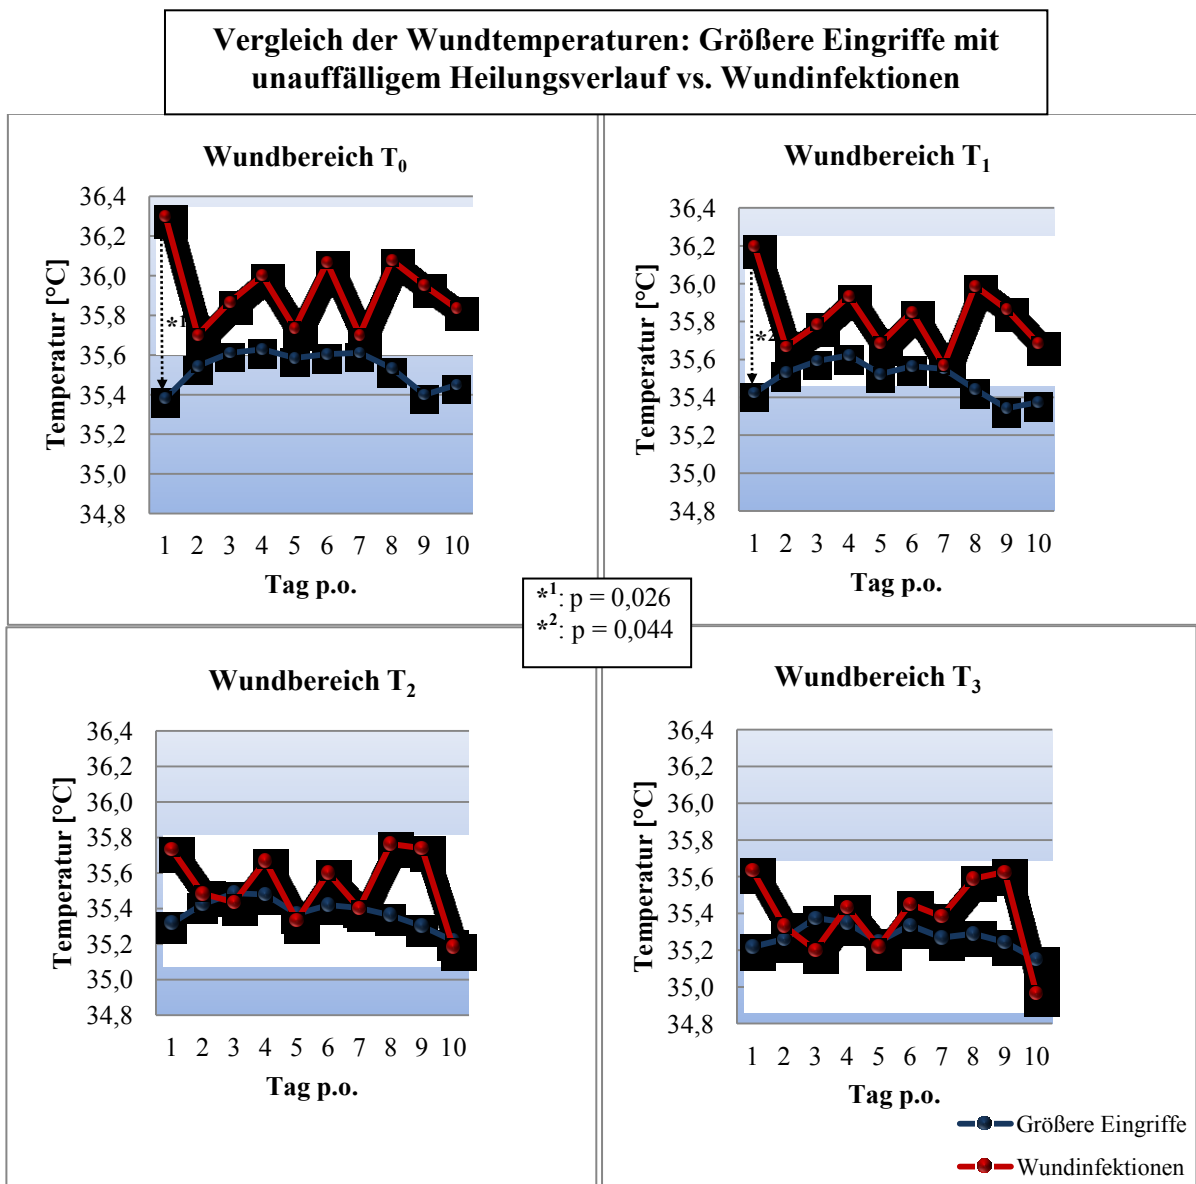 Vergleich der Wundtemperaturen: Größere Eingriffe mit
unauffälligem Heilungsverlauf vs. Wundinfektionen
Wundbereich T0
Temperatur [°C]
36,4
36,2
36,0
35,8
35,6
35,4
35,2
35,0
34,8
*1
1 2 3 4 5 6 7 8 9 10
Tag p.o.
Wundbereich T1
Temperatur [°C]
36,4
36,2
36,0
35,8
35,6
35,4
35,2
35,0
34,8
*2
1 2 3 4 5 6 7 8 9 10
Tag p.o.
*1: p = 0,026
*2: p = 0,044
Wundbereich T2
Temperatur [°C]
36,4
36,2
36,0
35,8
35,6
35,4
35,2
35,0
34,8
1 2 3 4 5 6 7 8 9 10
Tag p.o.
Wundbereich T3
Temperatur [°C]
36,4
36,2
36,0
35,8
35,6
35,4
35,2
35,0
34,8
1 2 3 4 5 6 7 8 9 10
Tag p.o.
Größere Eingriffe
Wundinfektionen